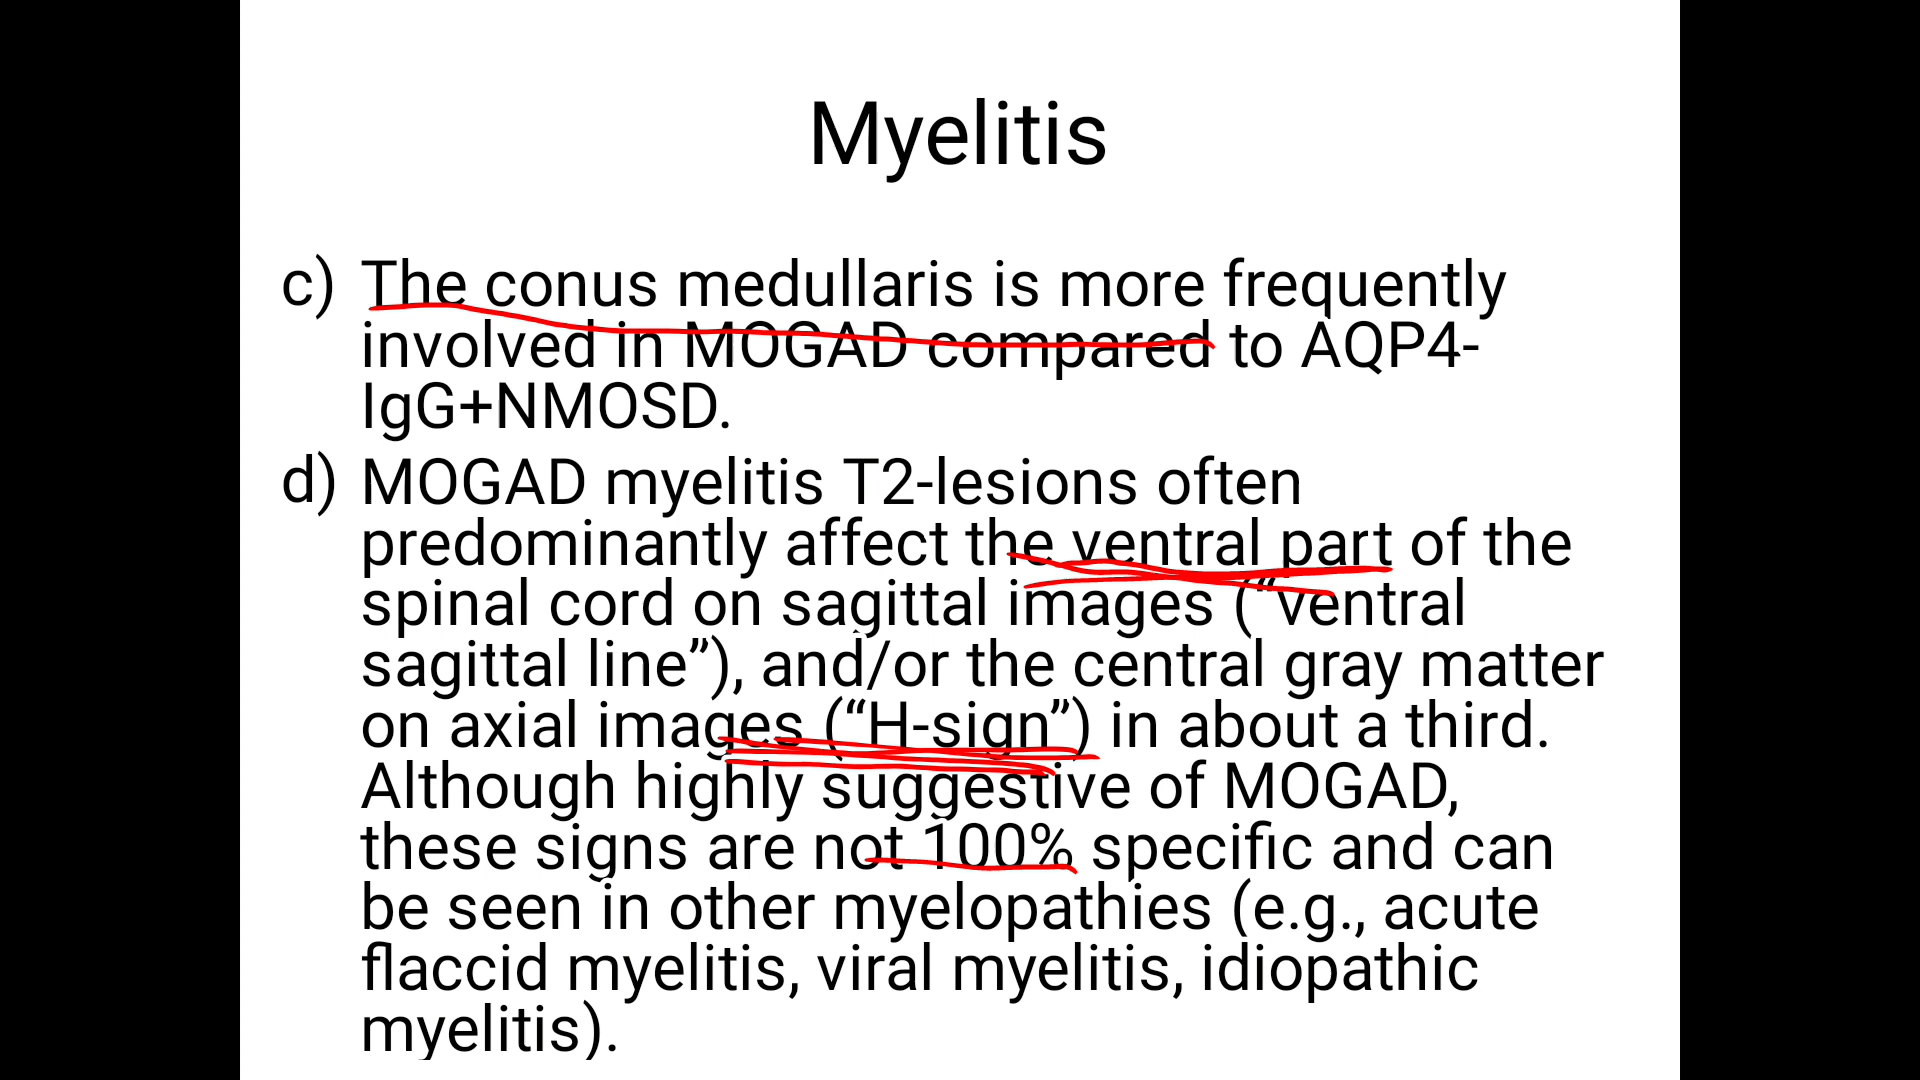 Myelitis
c) The conus medullaris is more frequently
involved in MOGAD compared to AQP4-
IgG+NMOSD.
d) MOGAD myelitis T2-lesions often
predominantly affect the ventral part of the
spinal cord on sagittal images (“ventral
sagittal line”), and/or the central gray matter
on axial images (“H-sign”) in about a third.
Although highly suggestive of MOGAD,
these signs are not 100% specific and can
be seen in other myelopathies (e.g., acute
flaccid myelitis, viral myelitis, idiopathic
myelitis).